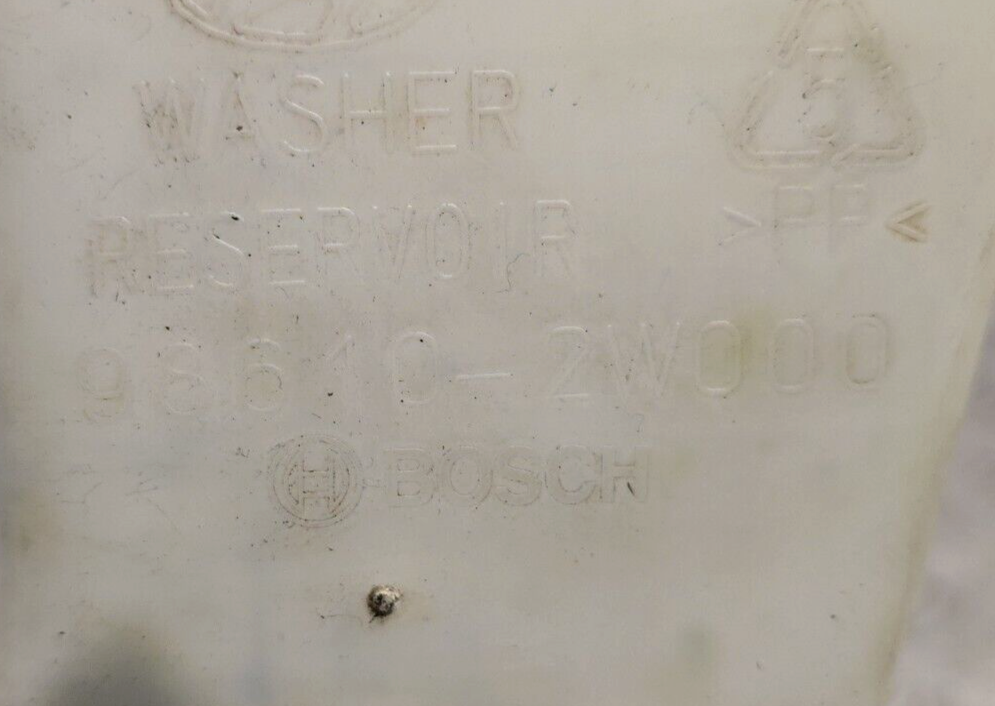 WASHER
5
RESERVOIR
>PP<
98610-2W000
BOSCH